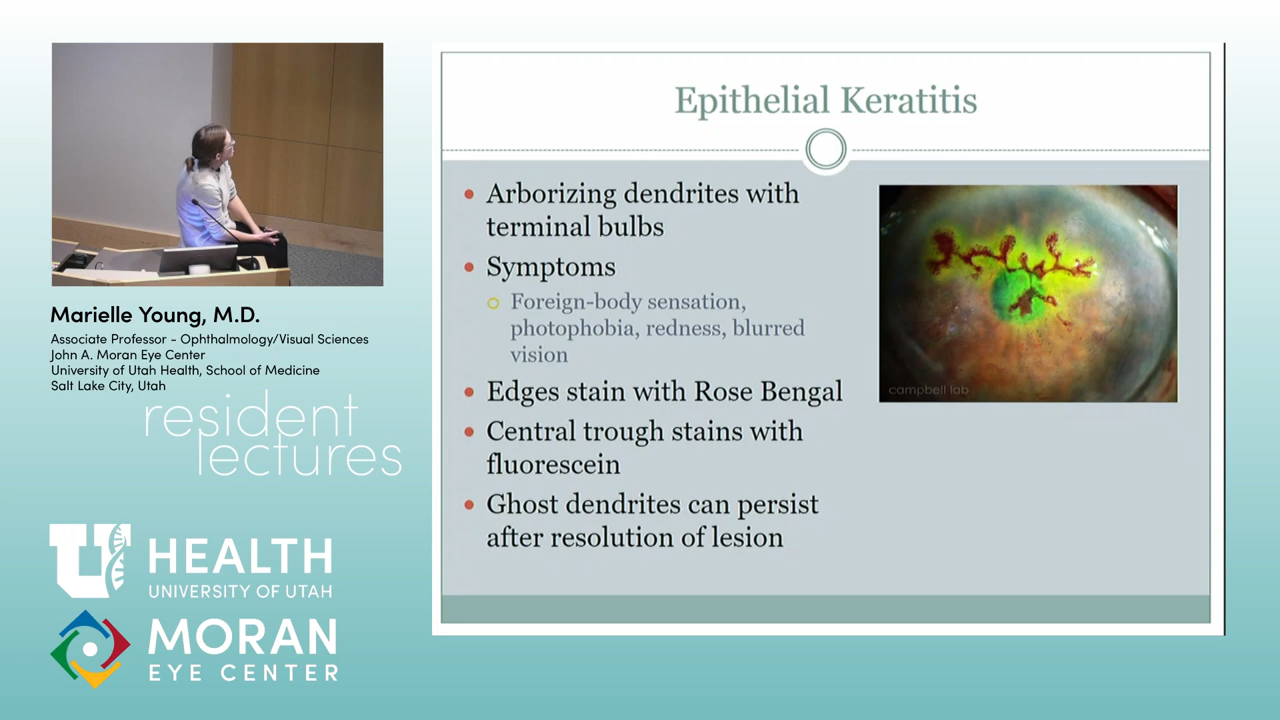 Marielle Young, M.D.
Associate Professor - Ophthalmology/Visual Sciences
John A. Moran Eye Center
University of Utah Health, School of Medicine
Salt Lake City, Utah
resident
lectures
U HEALTH
UNIVERSITY OF UTAH
MORAN
EYE CENTER
Epithelial Keratitis
Arborizing dendrites with
terminal bulbs
Symptoms
Foreign-body sensation,
photophobia, redness, blurred
vision
Edges stain with Rose Bengal
Central trough stains with
fluorescein
Ghost dendrites can persist
after resolution of lesion
campbell lab